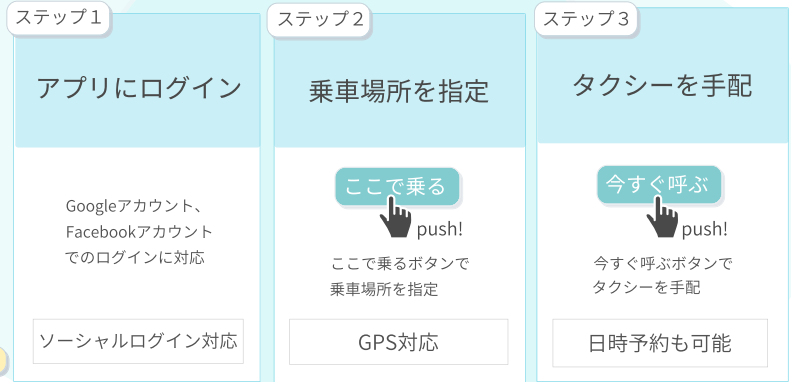 ステップ１
アプリにログイン
Googleアカウント、
Facebookアカウント
でのログインに対応
ソーシャルログイン対応
ステップ２
乗車場所を指定
ここで乗る
push!
ここで乗るボタンで
乗車場所を指定
GPS対応
ステップ３
タクシーを手配
今すぐ呼ぶ
push!
今すぐ呼ぶボタンで
タクシーを手配
日時予約も可能